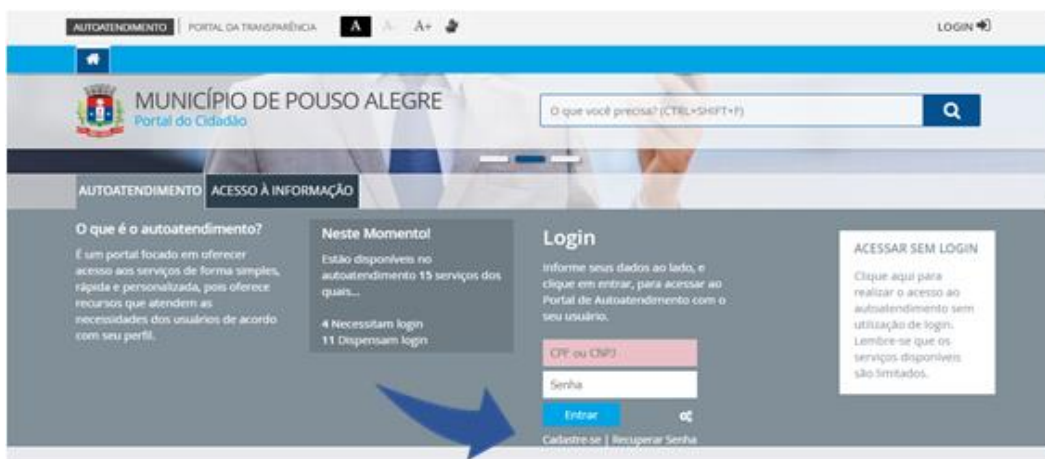 AUTOATENDIMENTO | PORTAL DA TRANSPARÊNCIA A A- A+
LOGIN
MUNICÍPIO DE POUSO ALEGRE
Portal do Cidadão
O que você precisa? (CTRL+SHIFT+F)
AUTOATENDIMENTO ACESSO À INFORMAÇÃO
O que é o autoatendimento?
É um portal focado em oferecer
acesso aos serviços de forma simples,
rápida e personalizada, pois oferece
recursos que atendem as
necessidades dos usuários de acordo
com seu perfil.
Neste Momento!
Estão disponíveis no
autoatendimento 15 serviços dos
quais...
4 Necessitam login
11 Dispensam login
Login
Informe seus dados ao lado, e
clique em entrar, para acessar ao
Portal de Autoatendimento com o
seu usuário.
CPF ou CNPJ
Senha
Entrar
Cadastre-se | Recuperar Senha
ACESSAR SEM LOGIN
Clique aqui para
realizar o acesso ao
autoatendimento sem
utilização de login.
Lembre-se que os
serviços disponíveis
são limitados.